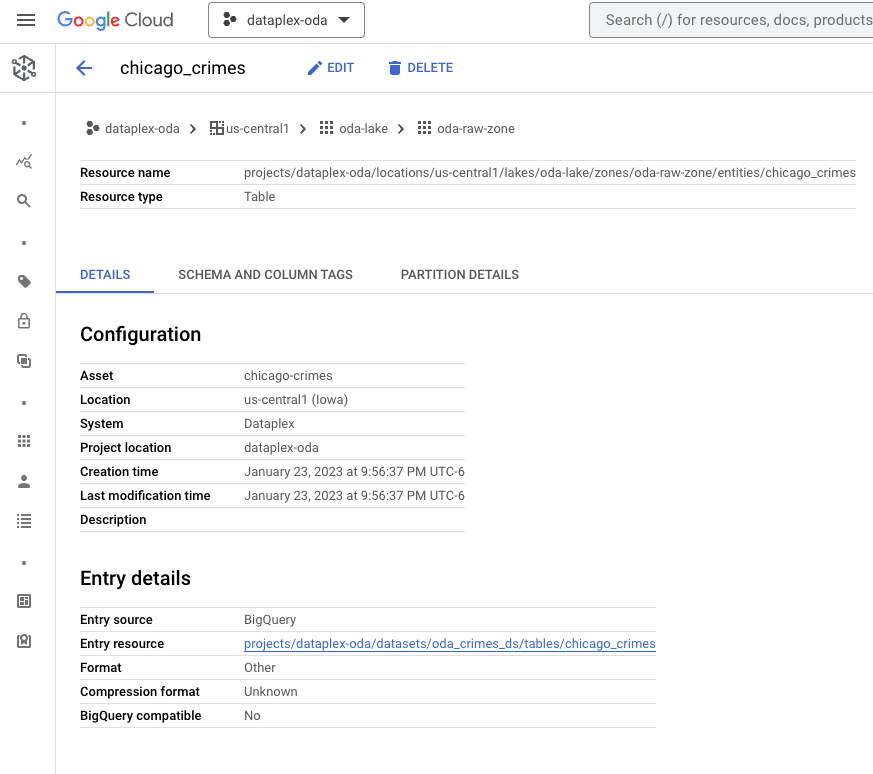 Google Cloud dataplex-oda Search (/) for resources, docs, products
chicago_crimes EDIT DELETE
dataplex-oda us-central1 oda-lake oda-raw-zone
Resource name projects/dataplex-oda/locations/us-central1/lakes/oda-lake/zones/oda-raw-zone/entities/chicago_crimes
Resource type Table
DETAILS SCHEMA AND COLUMN TAGS PARTITION DETAILS
Configuration
Asset chicago-crimes
Location us-central1 (Iowa)
System Dataplex
Project location dataplex-oda
Creation time January 23, 2023 at 9:56:37 PM UTC-6
Last modification time January 23, 2023 at 9:56:37 PM UTC-6
Description
Entry details
Entry source BigQuery
Entry resource projects/dataplex-oda/datasets/oda_crimes_ds/tables/chicago_crimes
Format Other
Compression format Unknown
BigQuery compatible No